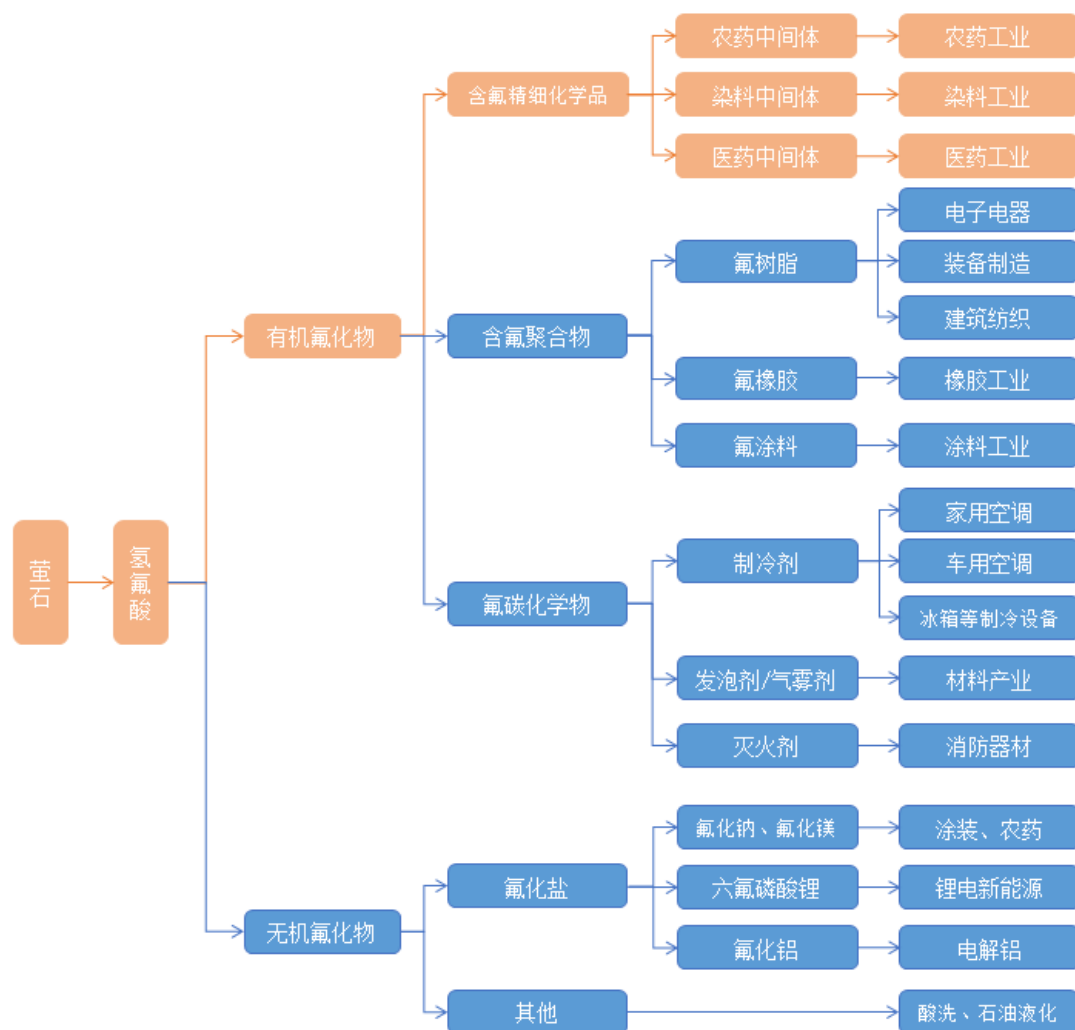 农药中间体
农药工业
含氟精细化学品
染料中间体
染料工业
医药中间体
医药工业
电子电器
氟树脂
装备制造
有机氟化物
含氟聚合物
建筑纺织
氟橡胶
橡胶工业
氟涂料
涂料工业
家用空调
萤石
氢氟酸
制冷剂
车用空调
氟碳化学物
冰箱等制冷设备
发泡剂/气雾剂
材料产业
灭火剂
消防器材
氟化钠、氟化镁
涂装、农药
氟化盐
六氟磷酸锂
锂电新能源
无机氟化物
氟化铝
电解铝
其他
酸洗、石油液化